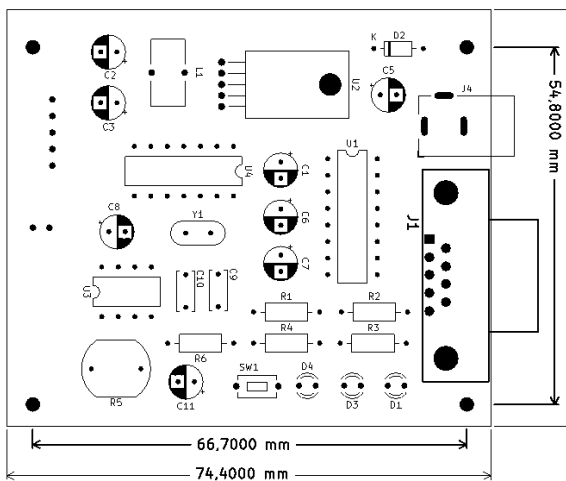 K
D2
C2
L1
U2
C5
J4
C3
54,8000 mm
U1
U4
C1
C8
Y1
C6
J1
C7
U3
C10
C9
R1
R2
R4
R3
R6
SW1
D4
R5
C11
D3
D1
66,7000 mm
74,4000 mm